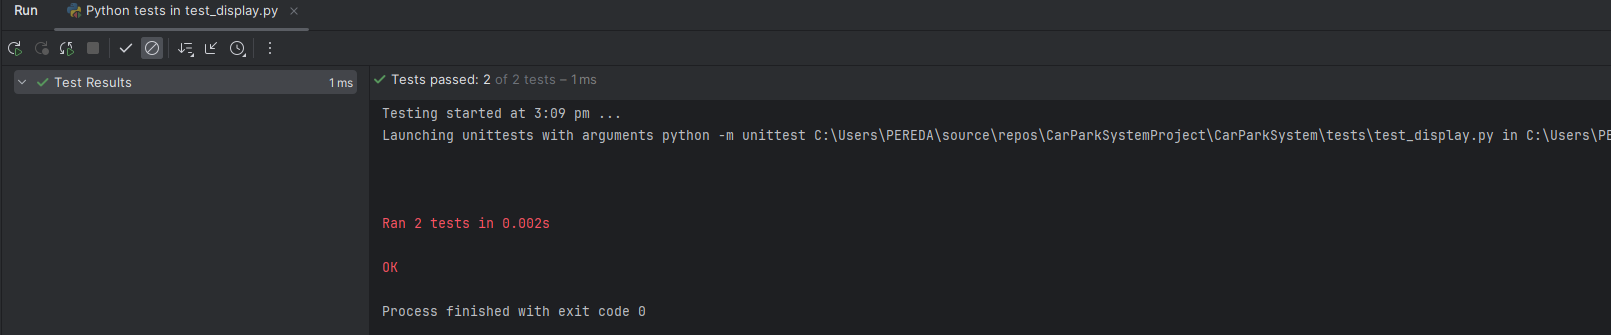 Run Python tests in test_display.py
Test Results 1 ms
Tests passed: 2 of 2 tests – 1 ms
Testing started at 3:09 pm ...
Launching unittests with arguments python -m unittest C:\Users\PEREDA\source\repos\CarParkSystemProject\CarParkSystem\tests\test_display.py in C:\Users\PE
Ran 2 tests in 0.002s
OK
Process finished with exit code 0